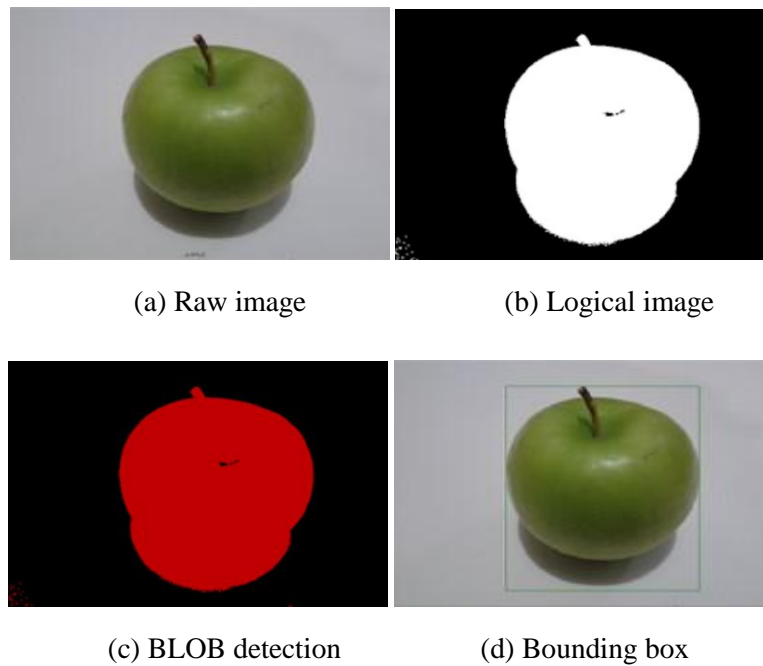 (a) Raw image
(b) Logical image
(c) BLOB detection
(d) Bounding box